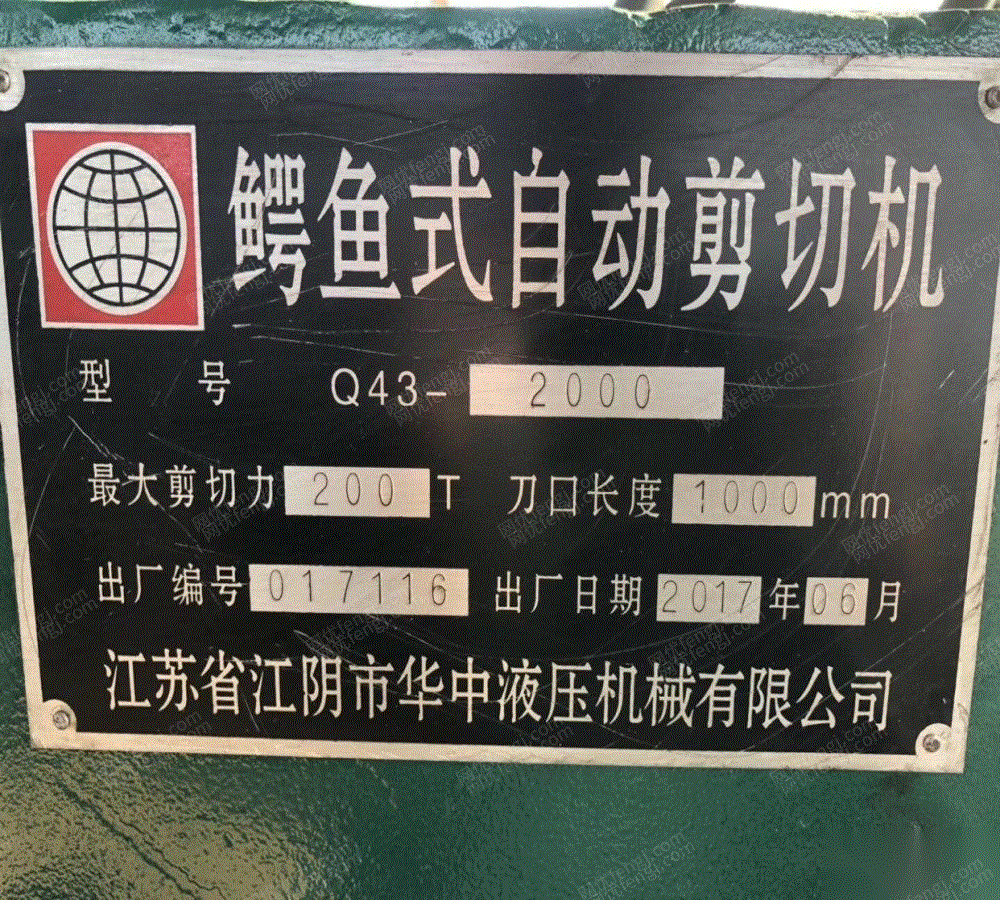 鳄鱼式自动剪切机
型 号 Q43- 2000
最大剪切力 200 T 刀口长度 1000 mm
出厂编号 017116 出厂日期 2017 年 06 月
江苏省江阴市华中液压机械有限公司